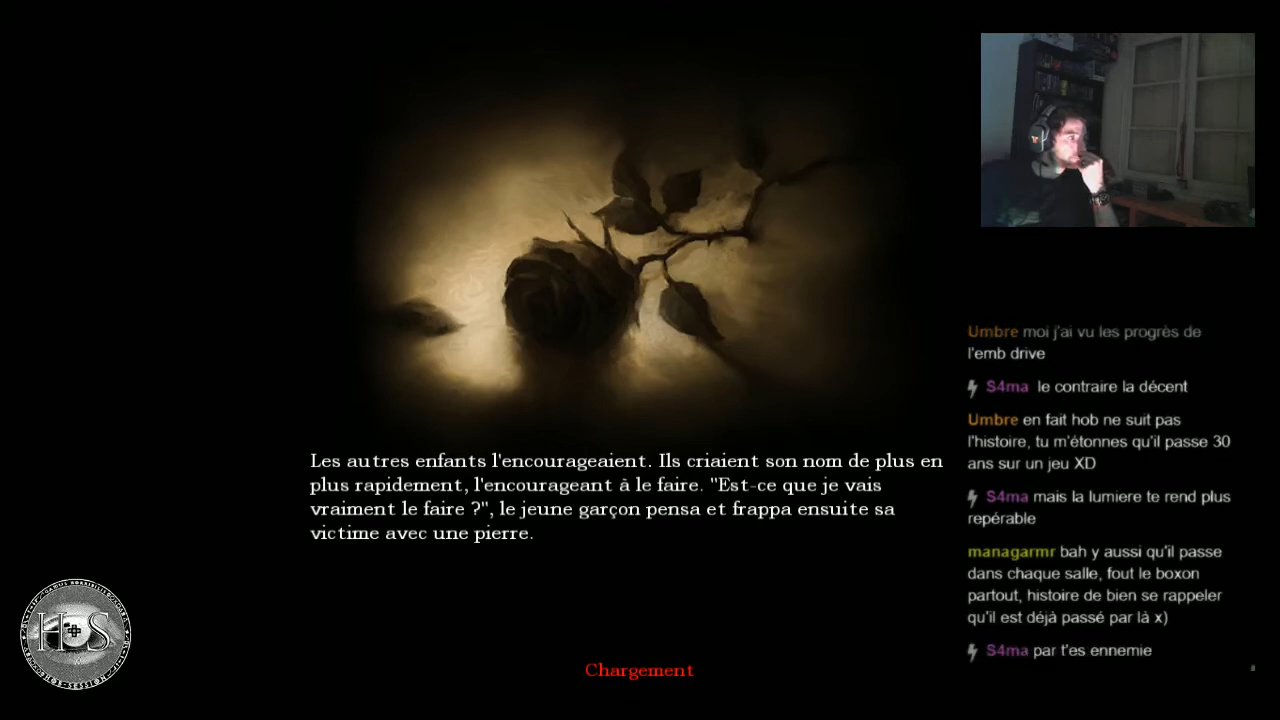 Les autres enfants l'encourageaient. Ils criaient son nom de plus en
plus rapidement, l'encourageant à le faire. "Est-ce que je vais
vraiment le faire ?", le jeune garçon pensa et frappa ensuite sa
victime avec une pierre.
Chargement
Umbre moi j'ai vu les progrès de
l'emb drive
S4ma le contraire la décent
Umbre en fait hob ne suit pas
l'histoire, tu m'étonnes qu'il passe 30
ans sur un jeu XD
S4ma mais la lumiere te rend plus
repérable
managarmr bah y aussi qu'il passe
dans chaque salle, fout le boxon
partout, histoire de bien se rappeler
qu'il est déjà passé par là x)
S4ma par t'es ennemie
HS